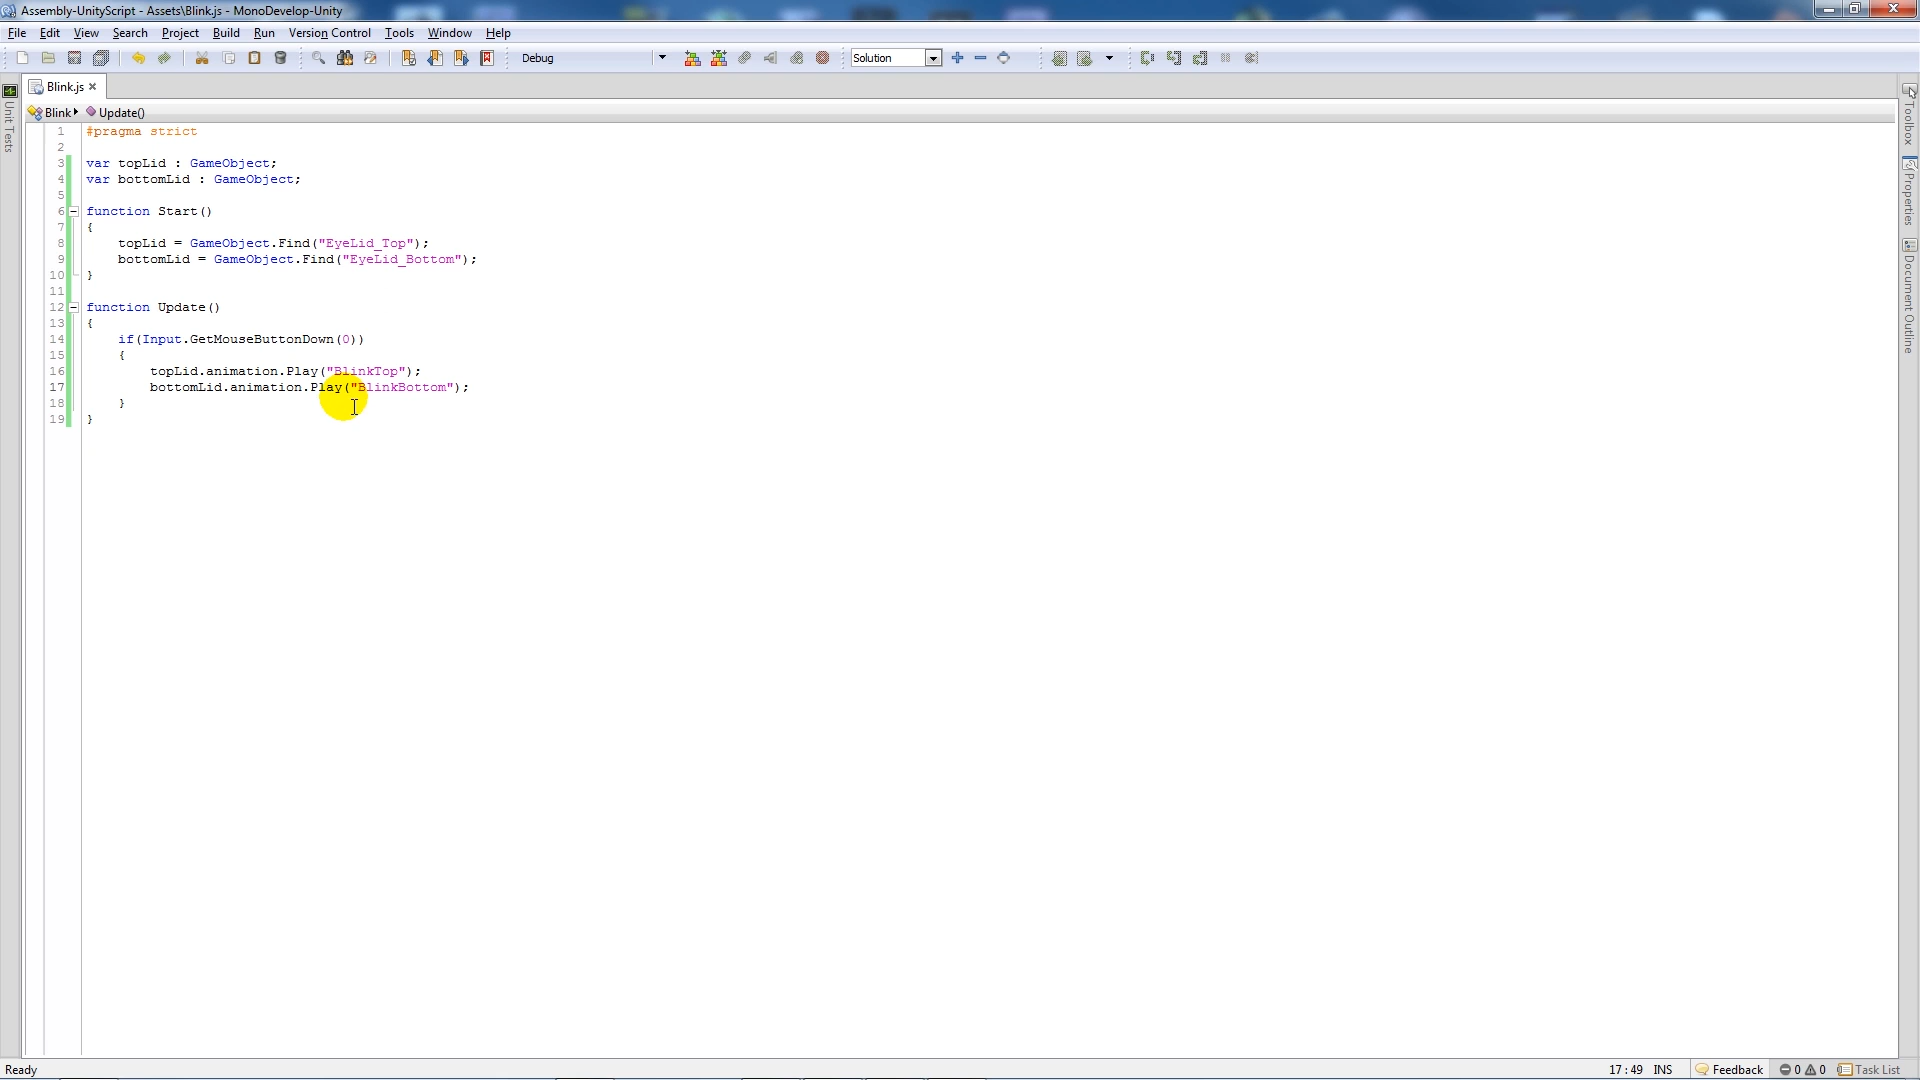 Assembly-UnityScript - Assets\Blink.js - MonoDevelop-Unity
File Edit View Search Project Build Run Version Control Tools Window Help
Debug Solution
Blink.js
Blink Update()
1 #pragma strict
2
3 var topLid : GameObject;
4 var bottomLid : GameObject;
5
6 function Start()
7 {
8 topLid = GameObject.Find("EyeLid_Top");
9 bottomLid = GameObject.Find("EyeLid_Bottom");
10 }
11
12 function Update()
13 {
14 if(Input.GetMouseButtonDown(0))
15 {
16 topLid.animation.Play("BlinkTop");
17 bottomLid.animation.Play("BlinkBottom");
18 }
19 }
Unit Tests
Toolbox
Properties
Document Outline
Ready 17 : 49 INS Feedback 0 0 Task List